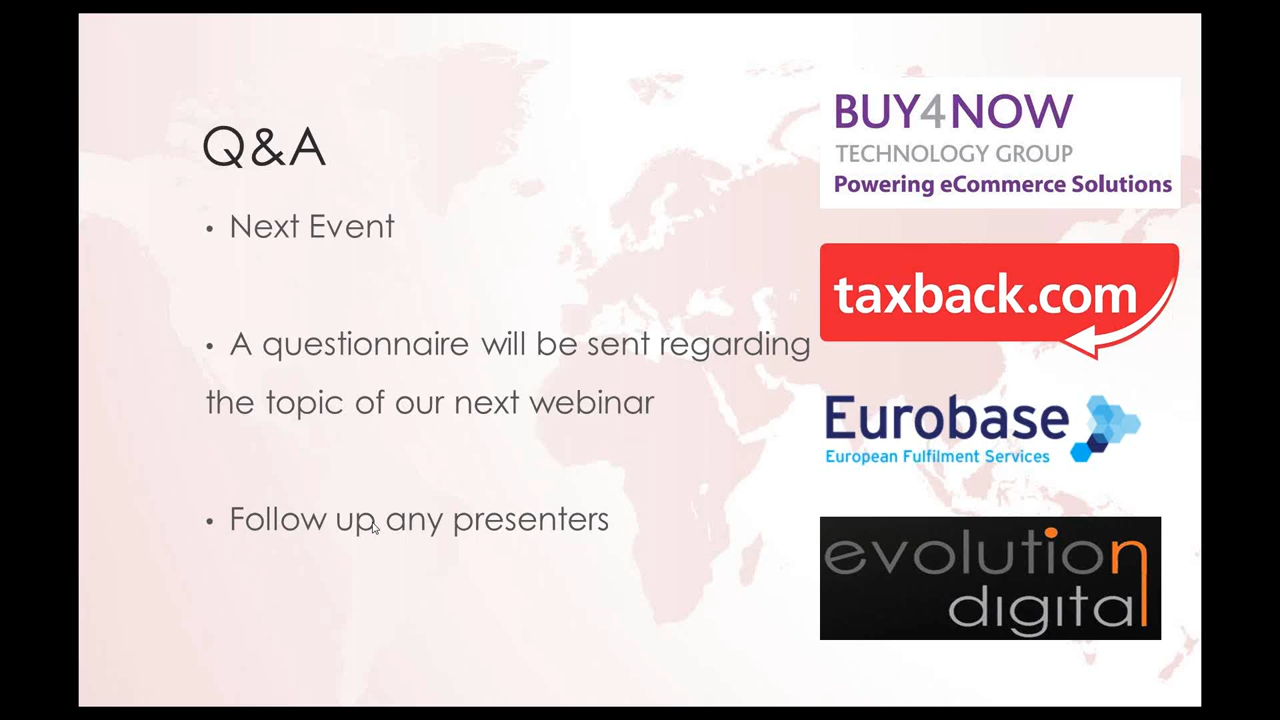 Q&A
• Next Event
• A questionnaire will be sent regarding
the topic of our next webinar
• Follow up any presenters
BUY4NOW
TECHNOLOGY GROUP
Powering eCommerce Solutions
taxback.com
Eurobase
European Fulfilment Services
evolution
digital